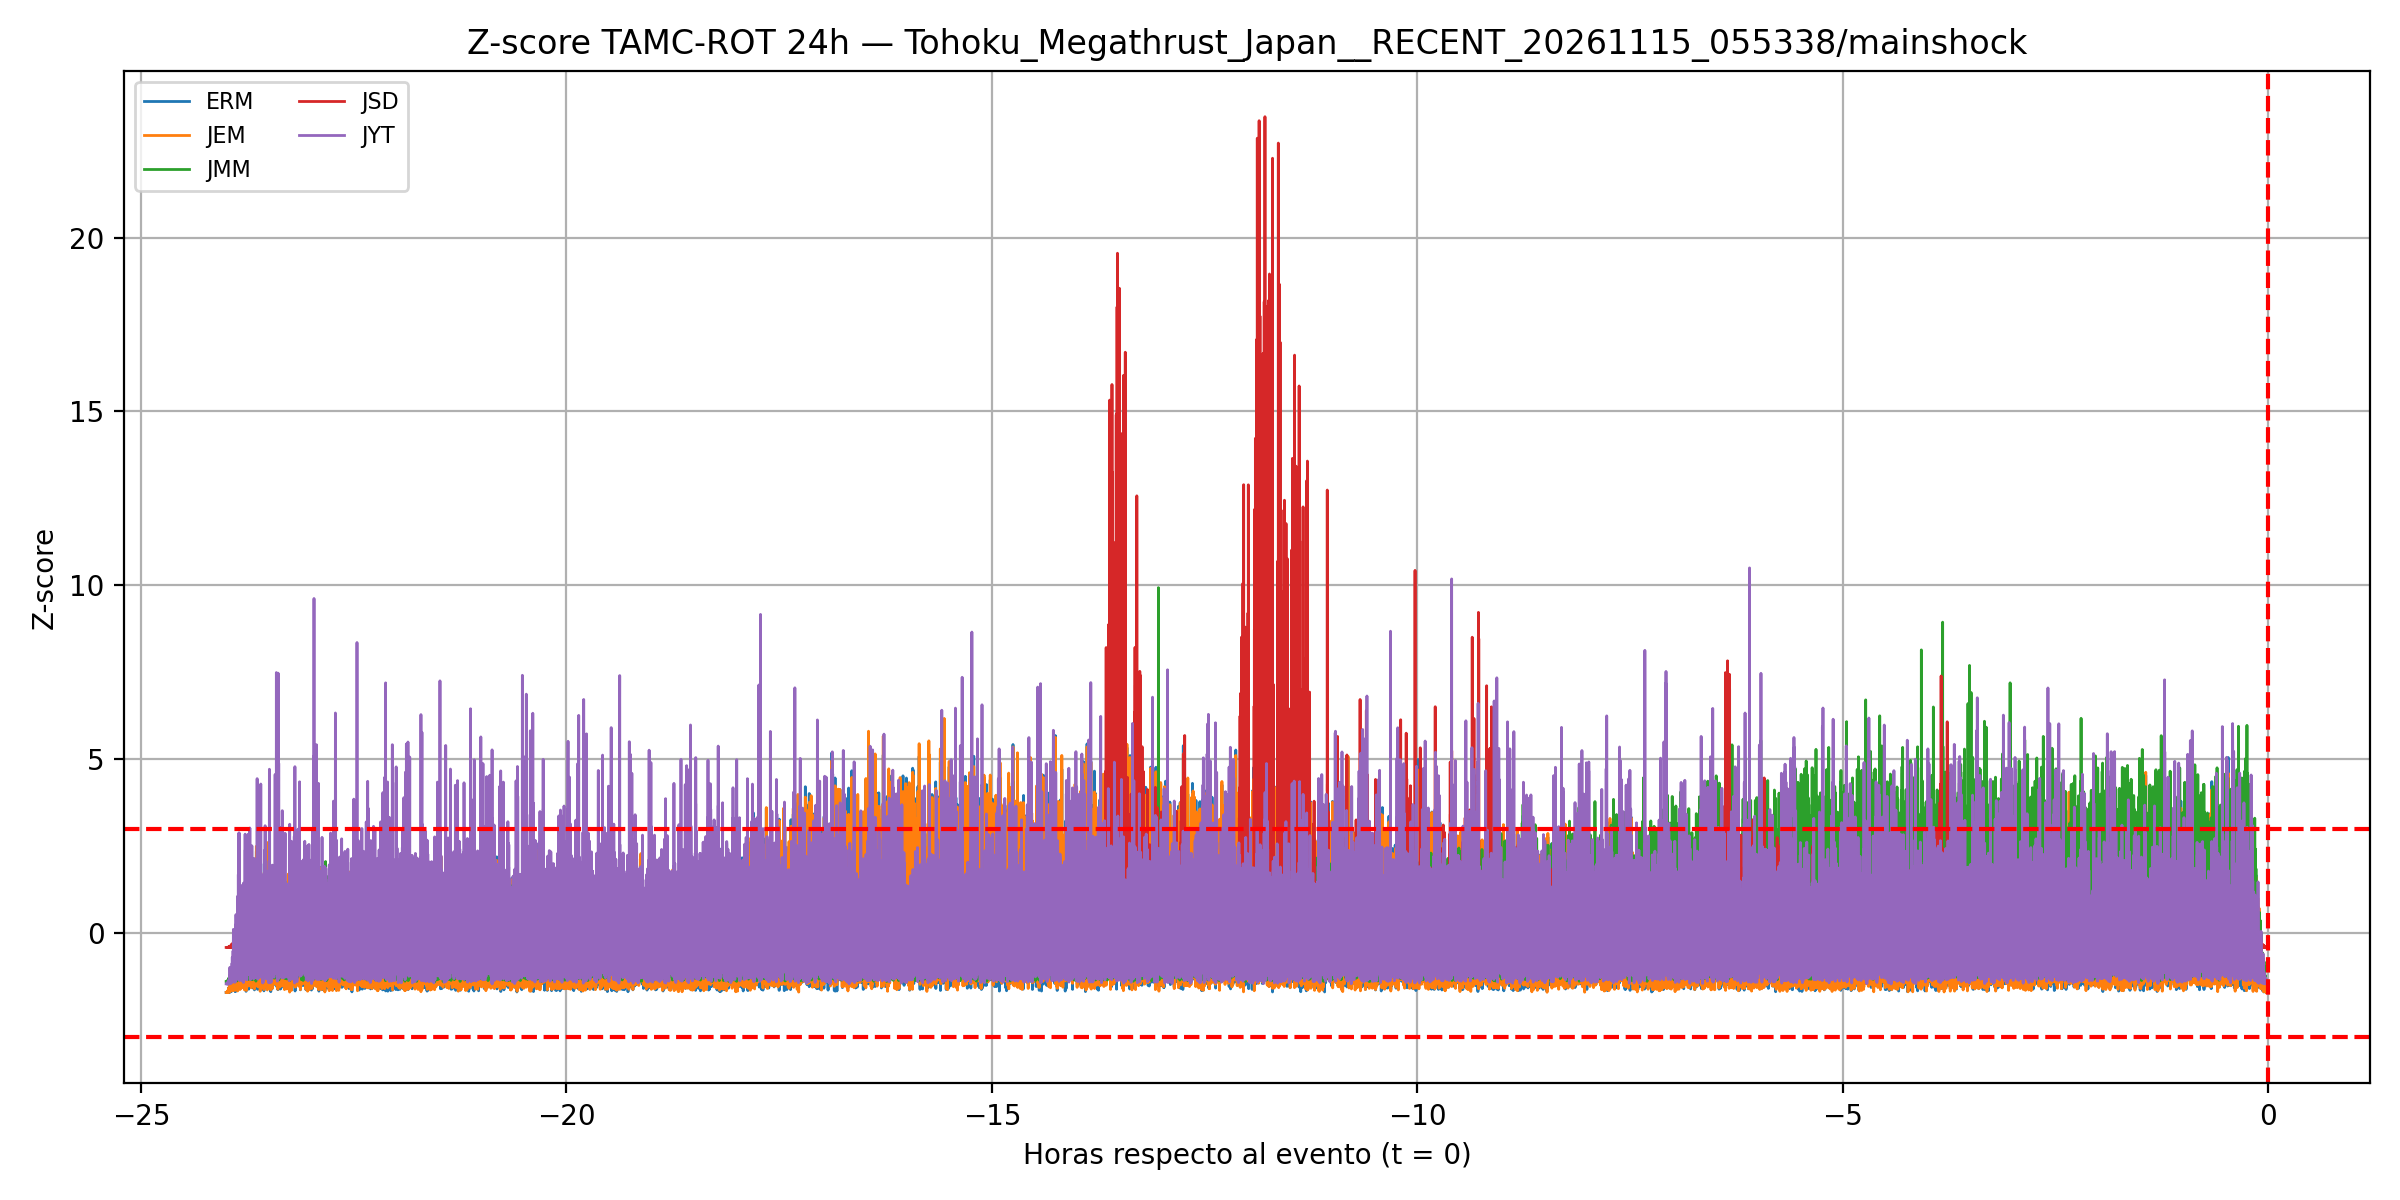 Z-score TAMC-ROT 24h — Tohoku_Megathrust_Japan__RECENT_20261115_055338/mainshock
ERM
JEM
JMM
JSD
JYT
Z-score
20
15
10
5
0
−25
−20
−15
−10
−5
0
Horas respecto al evento (t = 0)